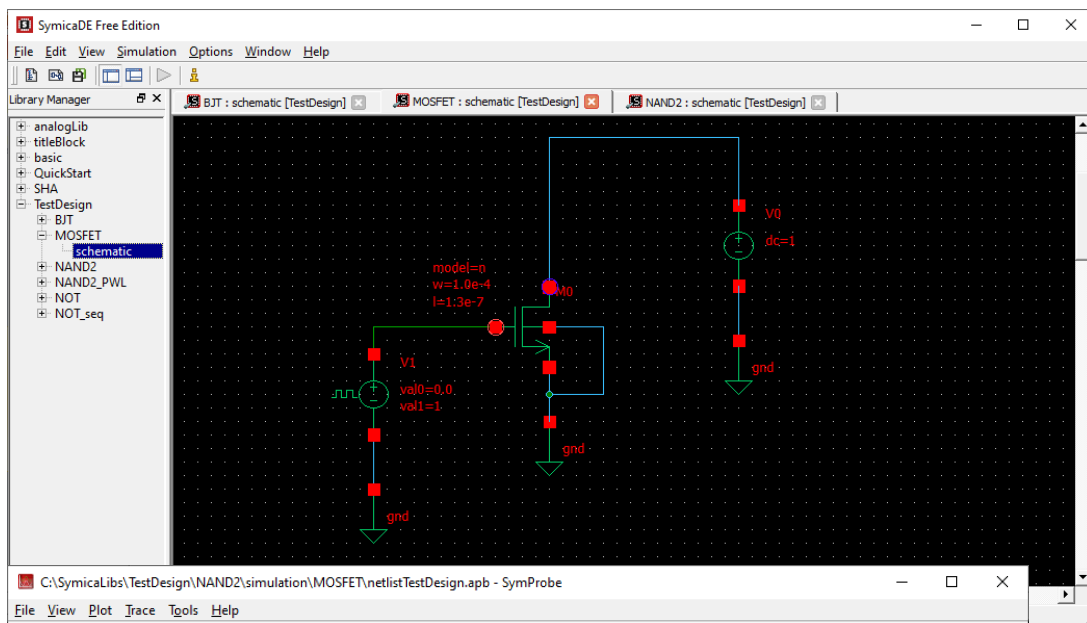 SymicaDE Free Edition
File Edit View Simulation Options Window Help
Library Manager
BJT : schematic [TestDesign]
MOSFET : schematic [TestDesign]
NAND2 : schematic [TestDesign]
analogLib
titleBlock
basic
QuickStart
SHA
TestDesign
BJT
MOSFET
schematic
NAND2
NAND2_PWL
NOT
NOT_seq
V0
dc=1
model=n
w=1.0e-4
l=1.3e-7
M0
V1
val0=0.0
val1=1
gnd
gnd
gnd
C:\SymicaLibs\TestDesign\NAND2\simulation\MOSFET\netlistTestDesign.apb - SymProbe
File View Plot Trace Tools Help